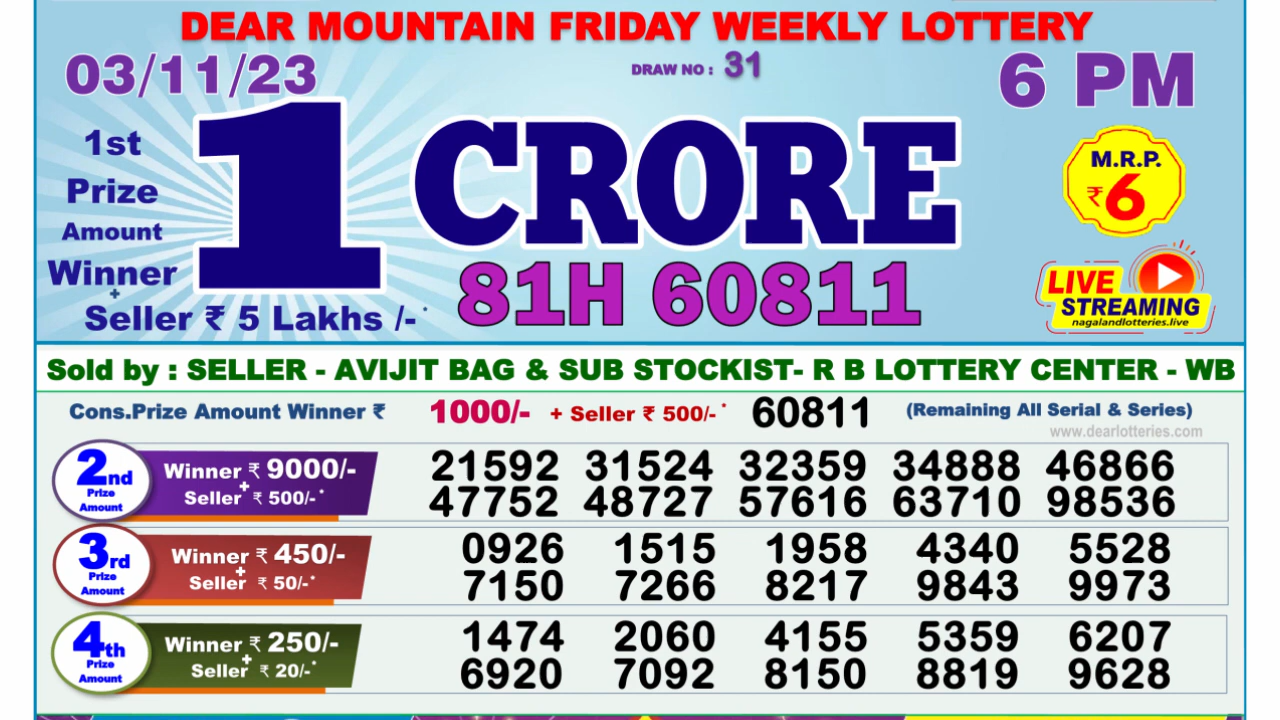 DEAR MOUNTAIN FRIDAY WEEKLY LOTTERY
03/11/23
DRAW NO : 31
6 PM
1st
Prize
Amount
Winner
+
Seller ₹ 5 Lakhs /-*
1 CRORE
81H 60811
M.R.P.
₹6
LIVE
STREAMING
nagalandlotteries.live
Sold by : SELLER - AVIJIT BAG & SUB STOCKIST- R B LOTTERY CENTER - WB
Cons.Prize Amount Winner ₹ 1000/- + Seller ₹ 500/-* 60811 (Remaining All Serial & Series)
www.dearlotteries.com
2nd
Prize
Amount
Winner ₹ 9000/-
+
Seller ₹ 500/-*
21592 31524 32359 34888 46866
47752 48727 57616 63710 98536
3rd
Prize
Amount
Winner ₹ 450/-
+
Seller ₹ 50/-*
0926 1515 1958 4340 5528
7150 7266 8217 9843 9973
4th
Prize
Amount
Winner ₹ 250/-
+
Seller ₹ 20/-*
1474 2060 4155 5359 6207
6920 7092 8150 8819 9628